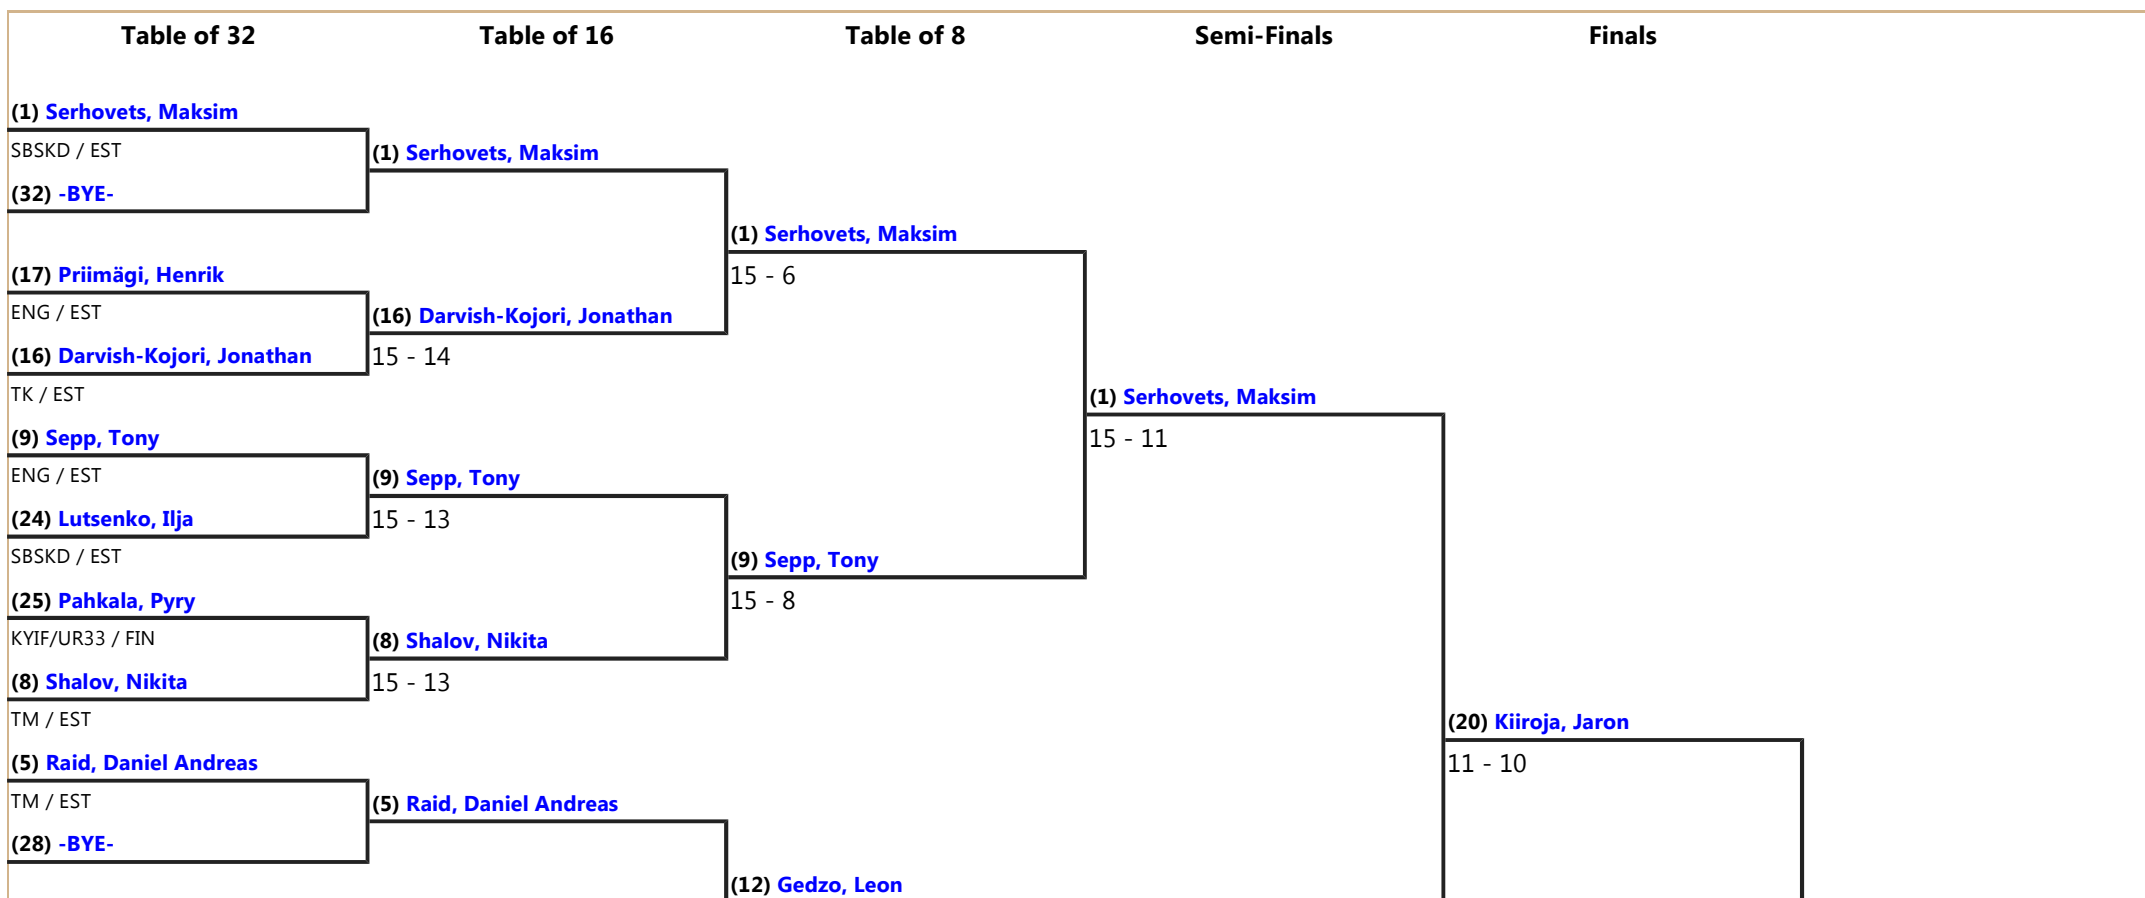 Table of 32 Table of 16 Table of 8 Semi-Finals Finals
(1) Serhovets, Maksim
SBSKD / EST
(1) Serhovets, Maksim
(32) -BYE-
(1) Serhovets, Maksim
(17) Priimägi, Henrik
15 - 6
ENG / EST
(16) Darvish-Kojori, Jonathan
(16) Darvish-Kojori, Jonathan
15 - 14
TK / EST
(1) Serhovets, Maksim
(9) Sepp, Tony
15 - 11
ENG / EST
(9) Sepp, Tony
(24) Lutsenko, Ilja
15 - 13
SBSKD / EST
(9) Sepp, Tony
(25) Pahkala, Pyry
15 - 8
KYIF/UR33 / FIN
(8) Shalov, Nikita
(8) Shalov, Nikita
15 - 13
TM / EST
(20) Kiiroja, Jaron
(5) Raid, Daniel Andreas
11 - 10
TM / EST
(5) Raid, Daniel Andreas
(28) -BYE-
(12) Gedzo, Leon